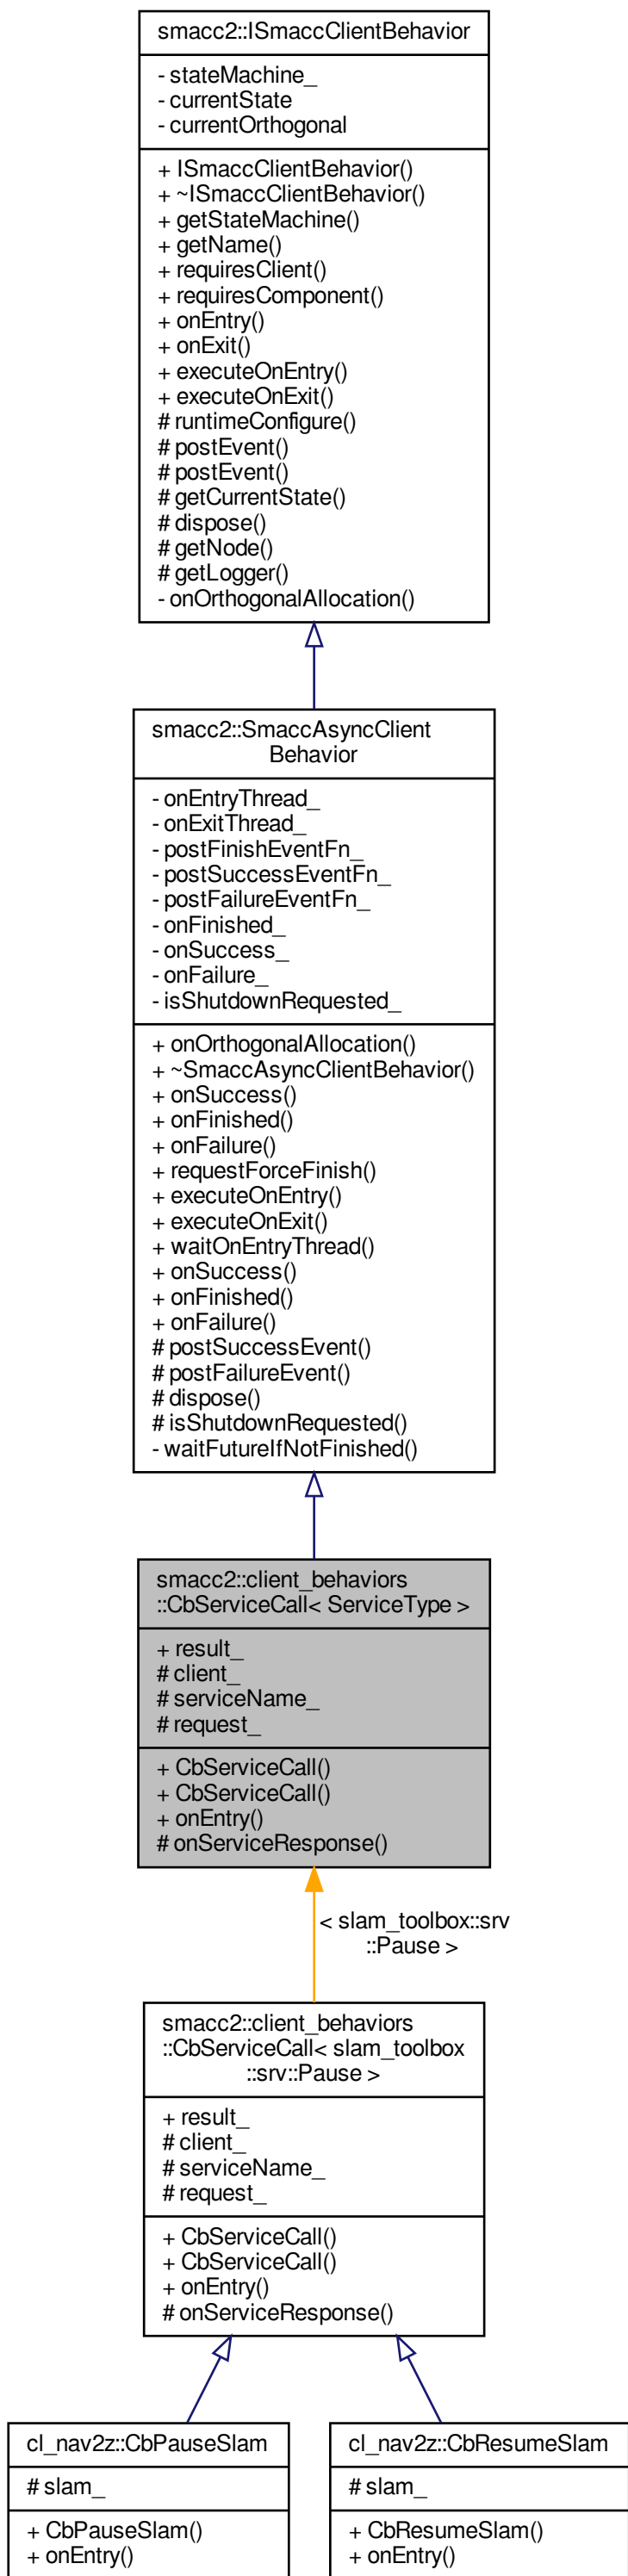 smacc2::ISmaccClientBehavior
- stateMachine_
- currentState
- currentOrthogonal
+ ISmaccClientBehavior()
+ ~ISmaccClientBehavior()
+ getStateMachine()
+ getName()
+ requiresClient()
+ requiresComponent()
+ onEntry()
+ onExit()
+ executeOnEntry()
+ executeOnExit()
# runtimeConfigure()
# postEvent()
# postEvent()
# getCurrentState()
# dispose()
# getNode()
# getLogger()
- onOrthogonalAllocation()
smacc2::SmaccAsyncClient
Behavior
- onEntryThread_
- onExitThread_
- postFinishEventFn_
- postSuccessEventFn_
- postFailureEventFn_
- onFinished_
- onSuccess_
- onFailure_
- isShutdownRequested_
+ onOrthogonalAllocation()
+ ~SmaccAsyncClientBehavior()
+ onSuccess()
+ onFinished()
+ onFailure()
+ requestForceFinish()
+ executeOnEntry()
+ executeOnExit()
+ waitOnEntryThread()
+ onSuccess()
+ onFinished()
+ onFailure()
# postSuccessEvent()
# postFailureEvent()
# dispose()
# isShutdownRequested()
- waitFutureIfNotFinished()
smacc2::client_behaviors
::CbServiceCall< ServiceType >
+ result_
# client_
# serviceName_
# request_
+ CbServiceCall()
+ CbServiceCall()
+ onEntry()
# onServiceResponse()
< slam_toolbox::srv
::Pause >
smacc2::client_behaviors
::CbServiceCall< slam_toolbox
::srv::Pause >
+ result_
# client_
# serviceName_
# request_
+ CbServiceCall()
+ CbServiceCall()
+ onEntry()
# onServiceResponse()
cl_nav2z::CbPauseSlam
# slam_
+ CbPauseSlam()
+ onEntry()
cl_nav2z::CbResumeSlam
# slam_
+ CbResumeSlam()
+ onEntry()